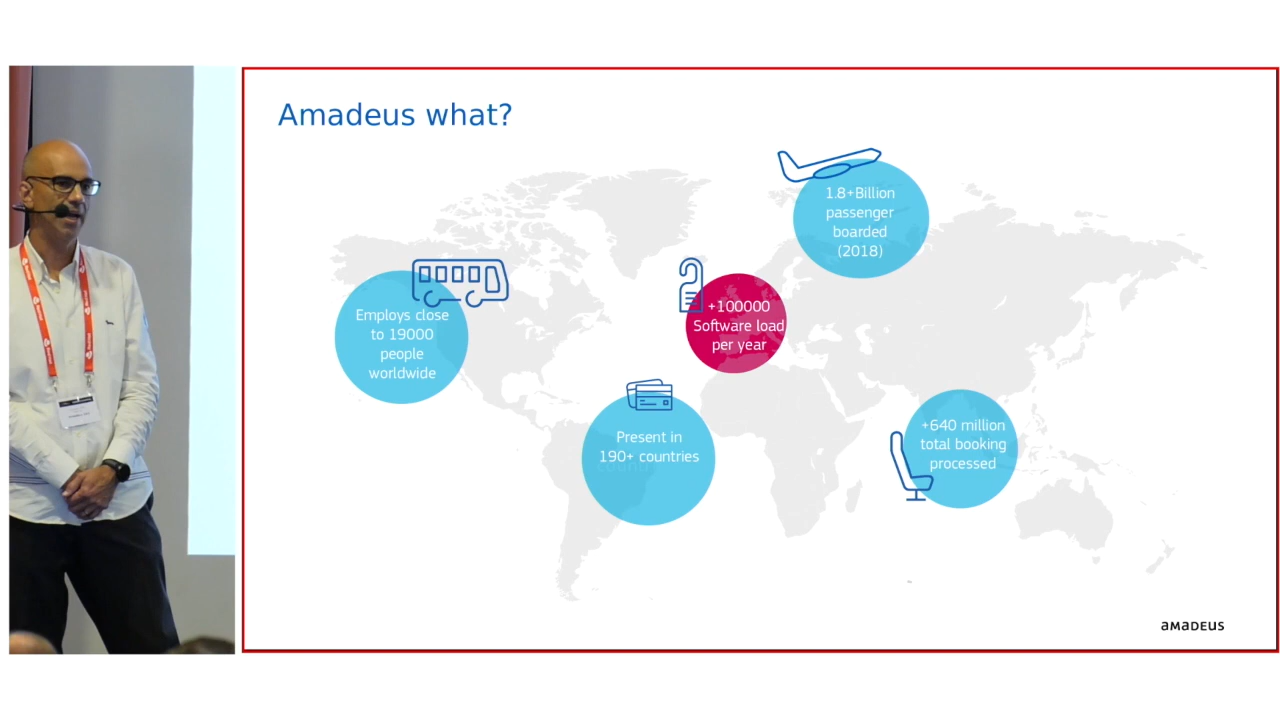 Amadeus what?
1.8+Billion
passenger
boarded
(2018)
+100000
Software load
per year
Employs close
to 19000
people
worldwide
Present in
190+ countries
+640 million
total booking
processed
amadeus